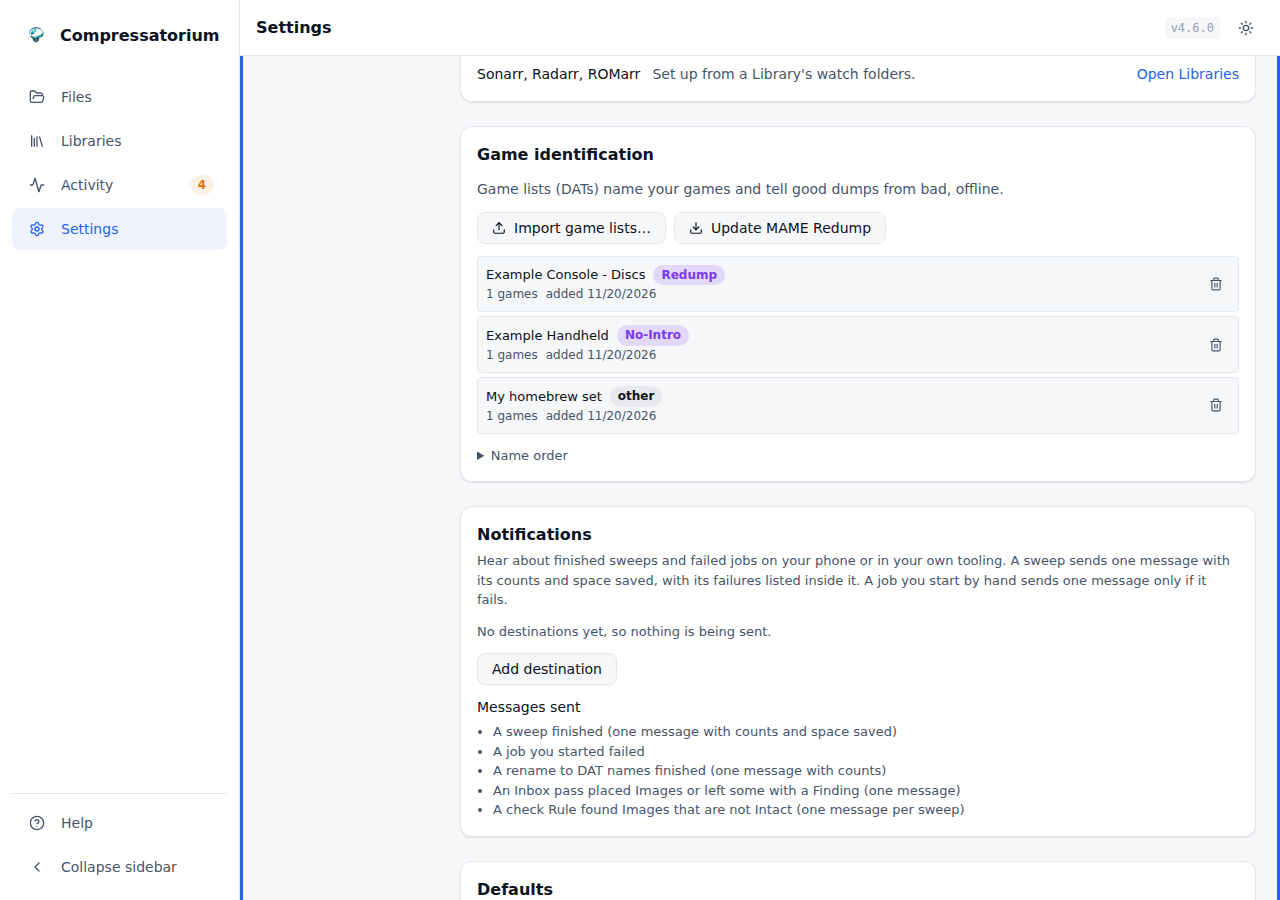 Compressatorium
Settings
v4.6.0
Files
Libraries
Activity
4
Settings
Help
Collapse sidebar
Sonarr, Radarr, ROMarr Set up from a Library's watch folders.
Open Libraries
Game identification
Game lists (DATs) name your games and tell good dumps from bad, offline.
Import game lists…
Update MAME Redump
Example Console - Discs Redump
1 games added 11/20/2026
Example Handheld No-Intro
1 games added 11/20/2026
My homebrew set other
1 games added 11/20/2026
Name order
Notifications
Hear about finished sweeps and failed jobs on your phone or in your own tooling. A sweep sends one message with
its counts and space saved, with its failures listed inside it. A job you start by hand sends one message only if it
fails.
No destinations yet, so nothing is being sent.
Add destination
Messages sent
• A sweep finished (one message with counts and space saved)
• A job you started failed
• A rename to DAT names finished (one message with counts)
• An Inbox pass placed Images or left some with a Finding (one message)
• A check Rule found Images that are not Intact (one message per sweep)
Defaults